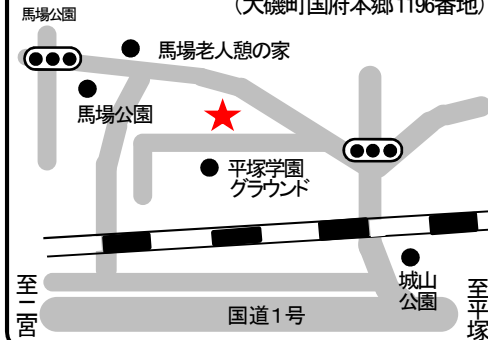 (大磯町国府本郷1196番地)
馬場公園
馬場老人憩の家
馬場公園
平塚学園
グラウンド
城山
公園
至二宮
国道1号
至平塚